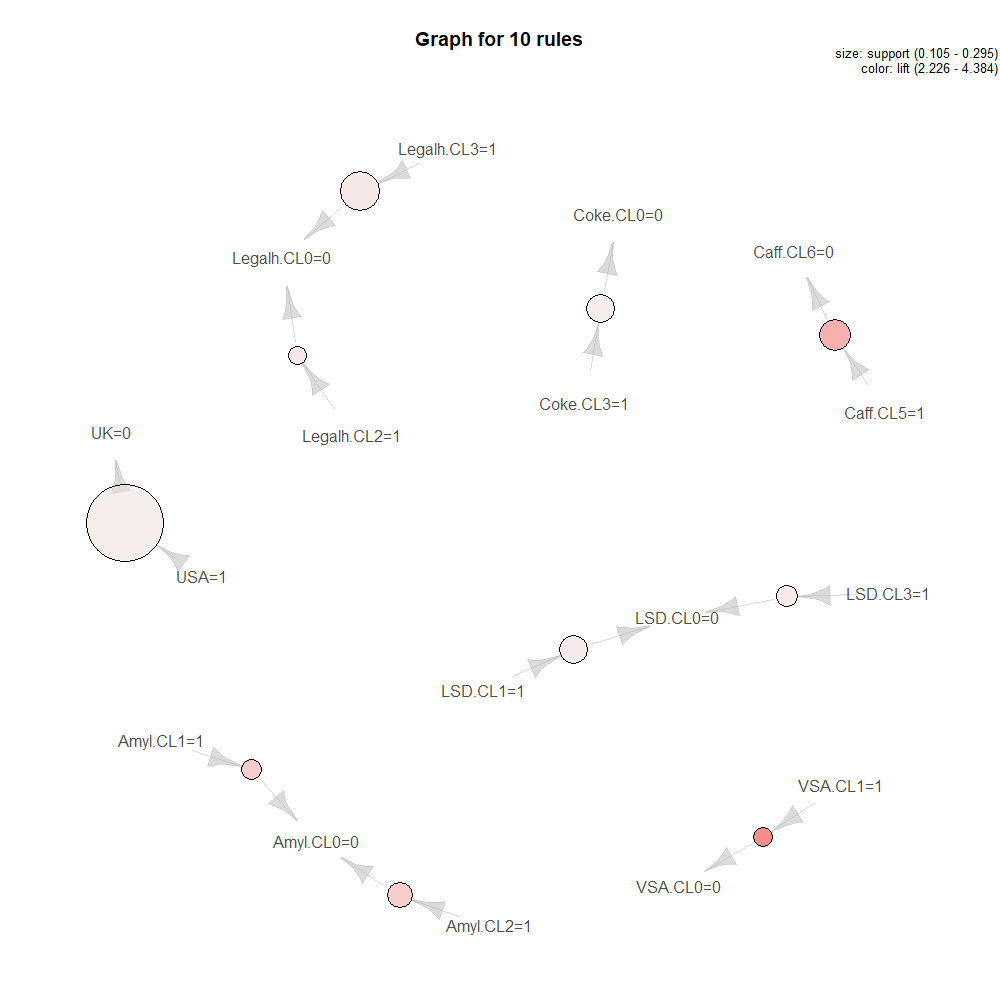 Graph for 10 rules
size: support (0.105 - 0.295)
color: lift (2.226 - 4.384)
Legalh.CL3=1
Coke.CL0=0
Caff.CL6=0
Legalh.CL0=0
Coke.CL3=1
Caff.CL5=1
UK=0
Legalh.CL2=1
USA=1
LSD.CL3=1
LSD.CL0=0
LSD.CL1=1
Amyl.CL1=1
VSA.CL1=1
Amyl.CL0=0
VSA.CL0=0
Amyl.CL2=1